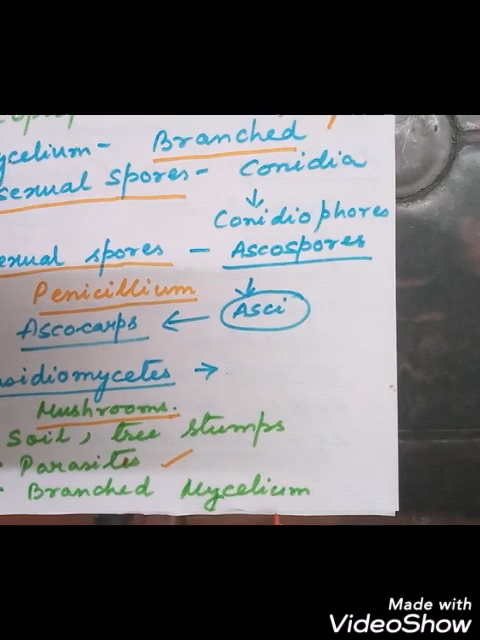 ycelium - Branched
sexual spores - Conidia
↓
Conidiophores
exual spores - Ascospores
↓
Penicillium
Asci
Ascocarps ←
sidiomycetes →
Mushrooms.
Soil, tree stumps
Parasites ✓
Branched Mycelium
Made with
VideoShow